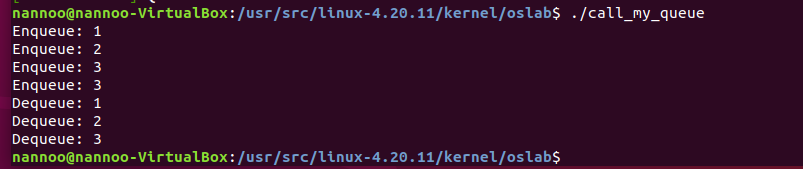 nannoo@nannoo-VirtualBox:/usr/src/linux-4.20.11/kernel/oslab$ ./call_my_queue
Enqueue: 1
Enqueue: 2
Enqueue: 3
Enqueue: 3
Dequeue: 1
Dequeue: 2
Dequeue: 3
nannoo@nannoo-VirtualBox:/usr/src/linux-4.20.11/kernel/oslab$